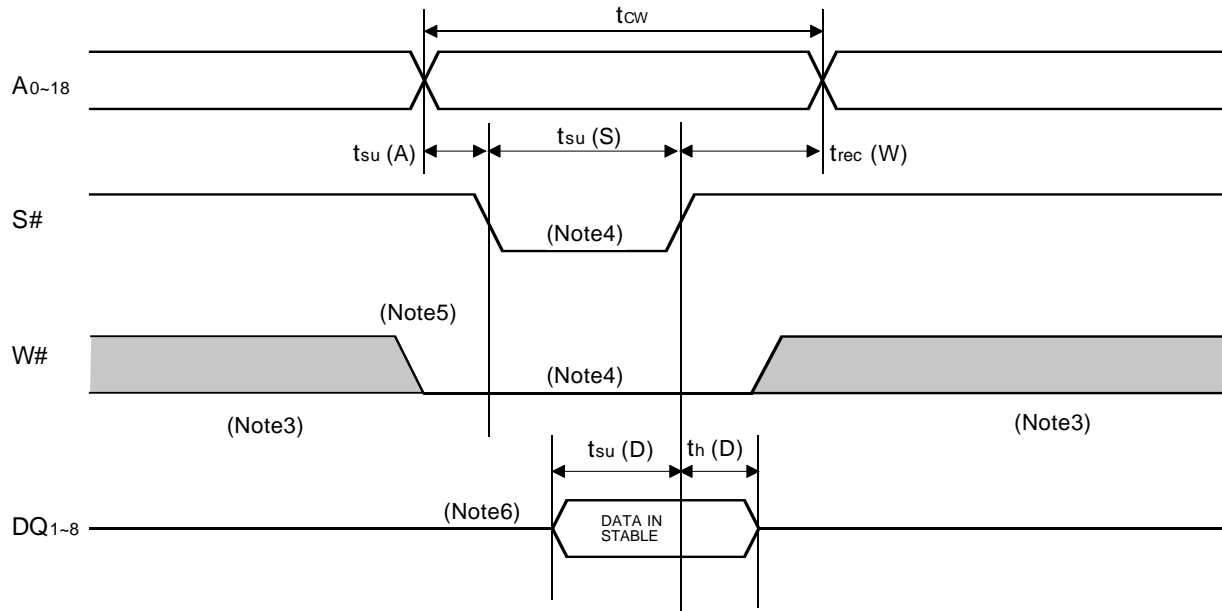 tCW
A0~18
tsu (A)
tsu (S)
trec (W)
S#
(Note4)
(Note5)
W#
(Note4)
(Note3)
(Note3)
tsu (D)
th (D)
(Note6)
DQ1~8
DATA IN
STABLE